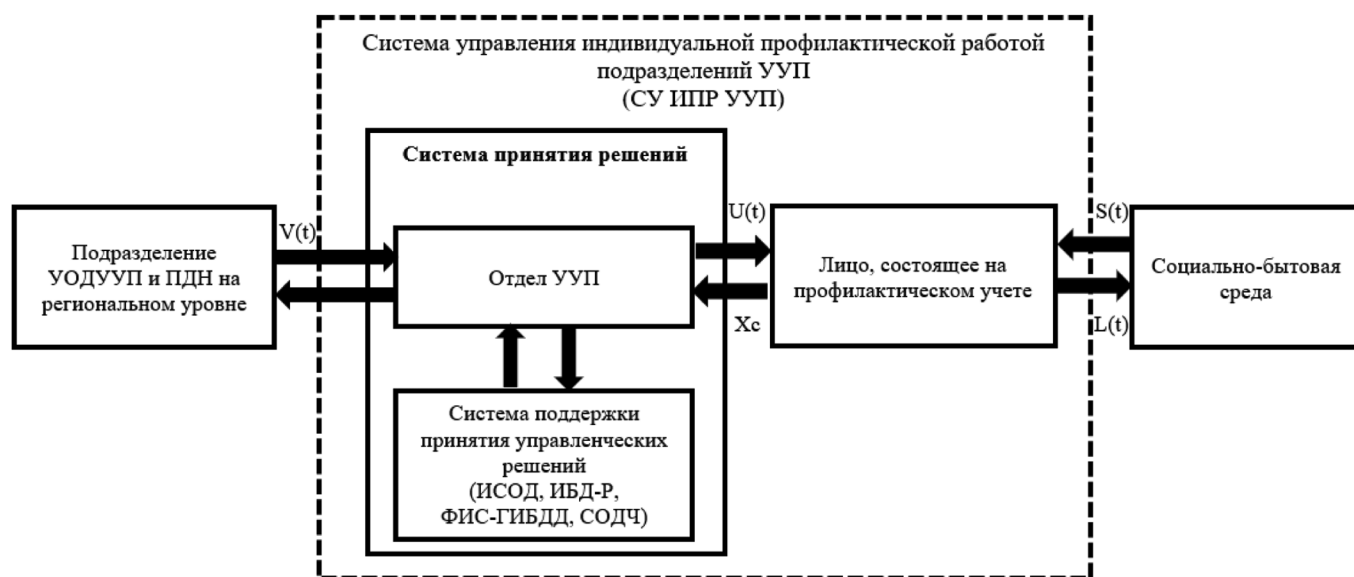 Система управления индивидуальной профилактической работой
подразделений УУП
(СУ ИПР УУП)
Система принятия решений
V(t)
Подразделение
УОДУУП и ПДН на
региональном уровне
Отдел УУП
U(t)
Xc
Лицо, состоящее на
профилактическом учете
S(t)
L(t)
Социально-бытовая
среда
Система поддержки
принятия управленческих
решений
(ИСОД, ИБД-Р,
ФИС-ГИБДД, СОДЧ)